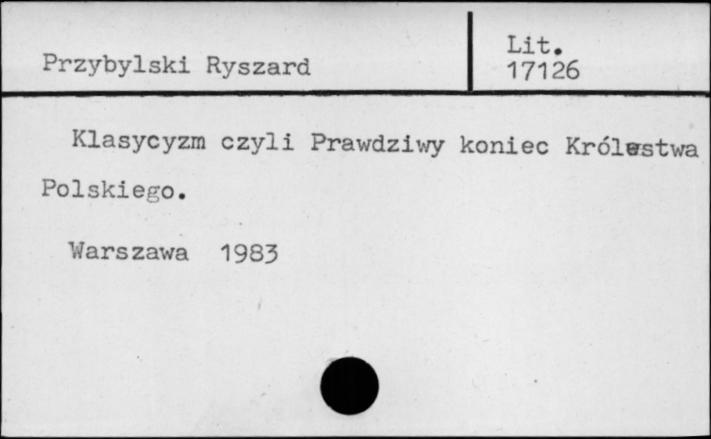 Przybylski Ryszard
Lit.
17126
Klasycyzm czyli Prawdziwy koniec Królestwa
Polskiego.
Warszawa 1983